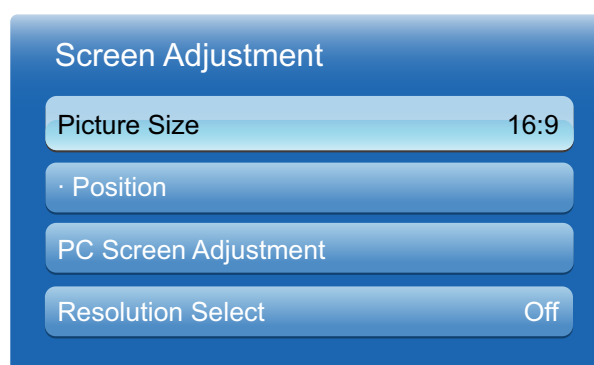 Screen Adjustment
Picture Size 16:9
· Position
PC Screen Adjustment
Resolution Select Off